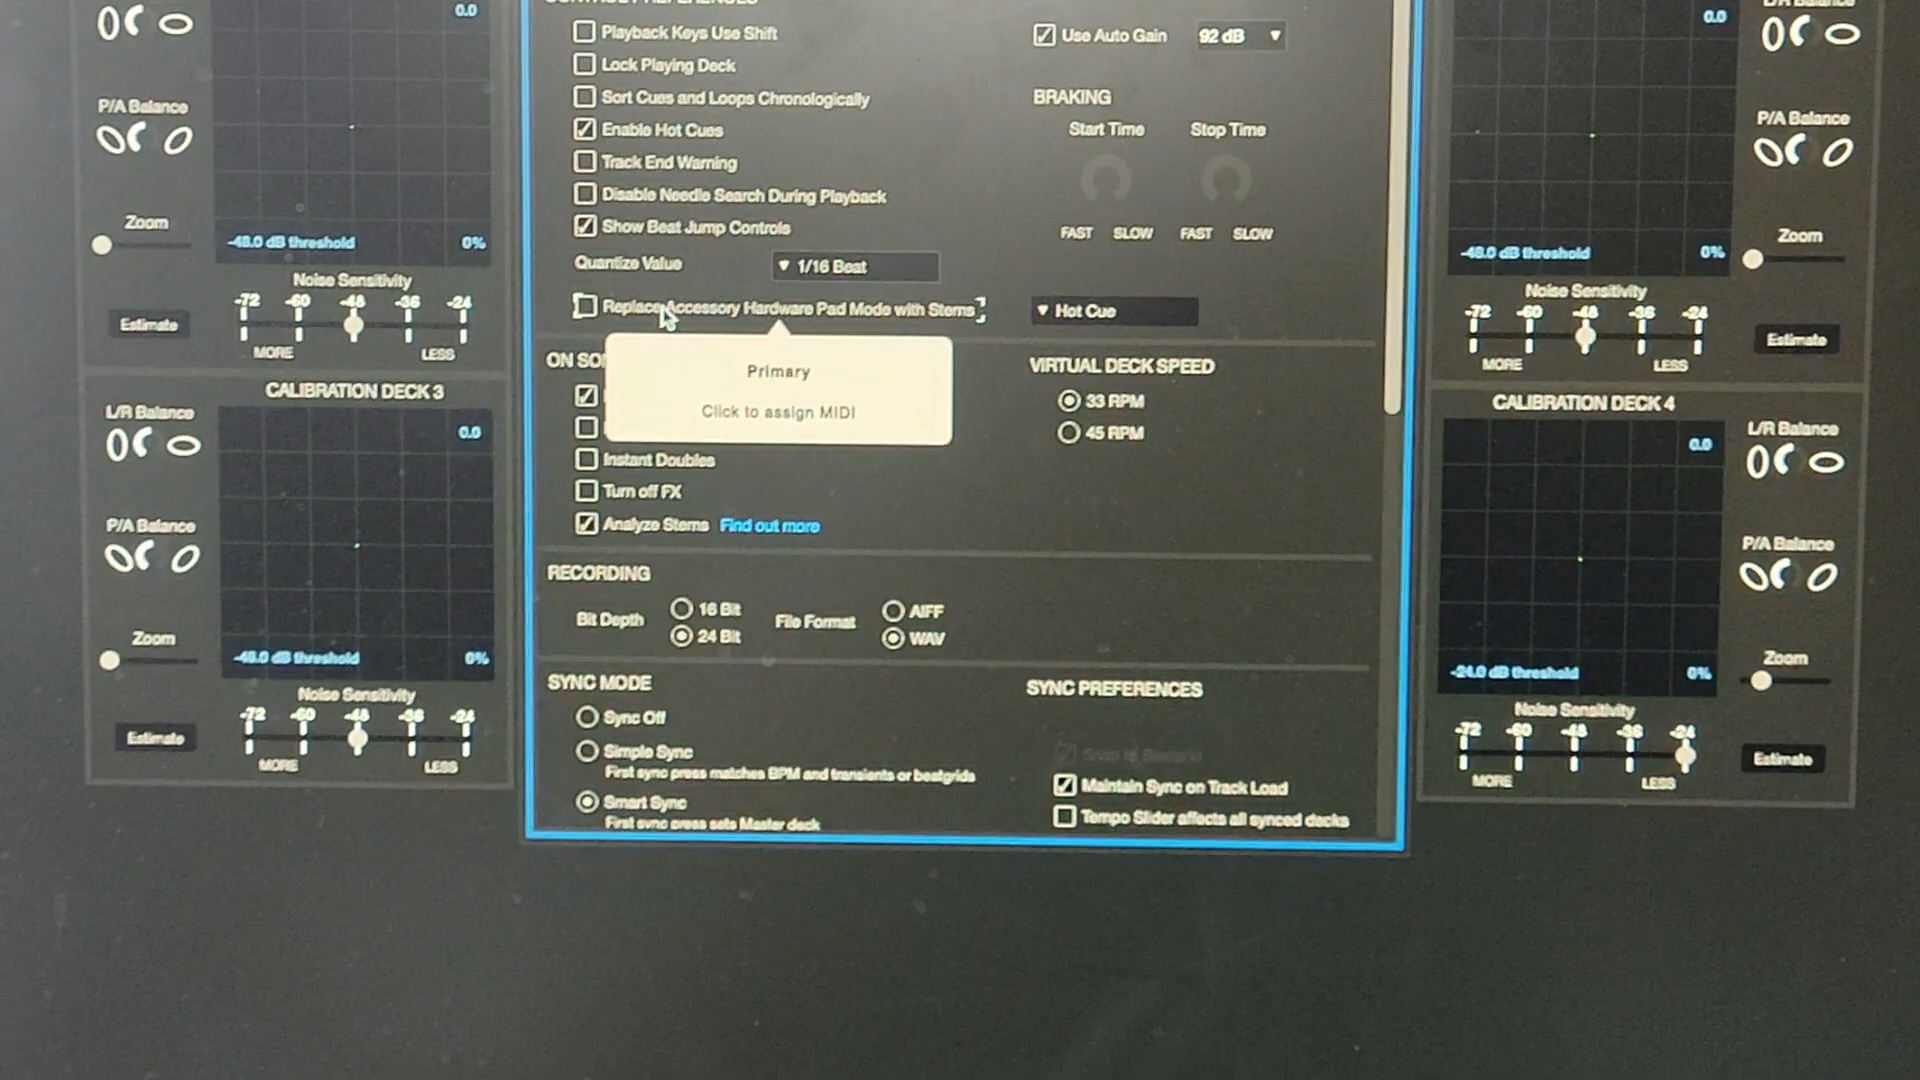 0.0
P/A Balance
Zoom
-48.0 dB threshold
0%
Noise Sensitivity
-72 -60 -48 -36 -24
Estimate
MORE
LESS
CALIBRATION DECK 3
L/R Balance
0.0
P/A Balance
Zoom
-48.0 dB threshold
0%
Noise Sensitivity
-72 -60 -48 -36 -24
Estimate
MORE
LESS
Playback Keys Use Shift
Lock Playing Deck
Sort Cues and Loops Chronologically
Enable Hot Cues
Track End Warning
Disable Needle Search During Playback
Show Beat Jump Controls
Quantize Value
1/16 Beat
Replace Accessory Hardware Pad Mode with Stems
Hot Cue
Use Auto Gain
92 dB
BRAKING
Start Time
Stop Time
FAST SLOW FAST SLOW
ON
Primary
Click to assign MIDI
Instant Doubles
Turn off FX
Analyze Stems Find out more
VIRTUAL DECK SPEED
33 RPM
45 RPM
RECORDING
Bit Depth
16 Bit
24 Bit
File Format
AIFF
WAV
SYNC MODE
Sync Off
Simple Sync
First sync press matches BPM and transients or beatgrids
Smart Sync
First sync press sets Master deck
SYNC PREFERENCES
Snap to Beatgrid
Maintain Sync on Track Load
Tempo Slider affects all synced decks
0.0
P/A Balance
Zoom
-48.0 dB threshold
0%
Noise Sensitivity
-72 -60 -48 -36 -24
Estimate
MORE
LESS
CALIBRATION DECK 4
L/R Balance
0.0
P/A Balance
Zoom
-24.0 dB threshold
0%
Noise Sensitivity
-72 -60 -48 -36 -24
Estimate
MORE
LESS